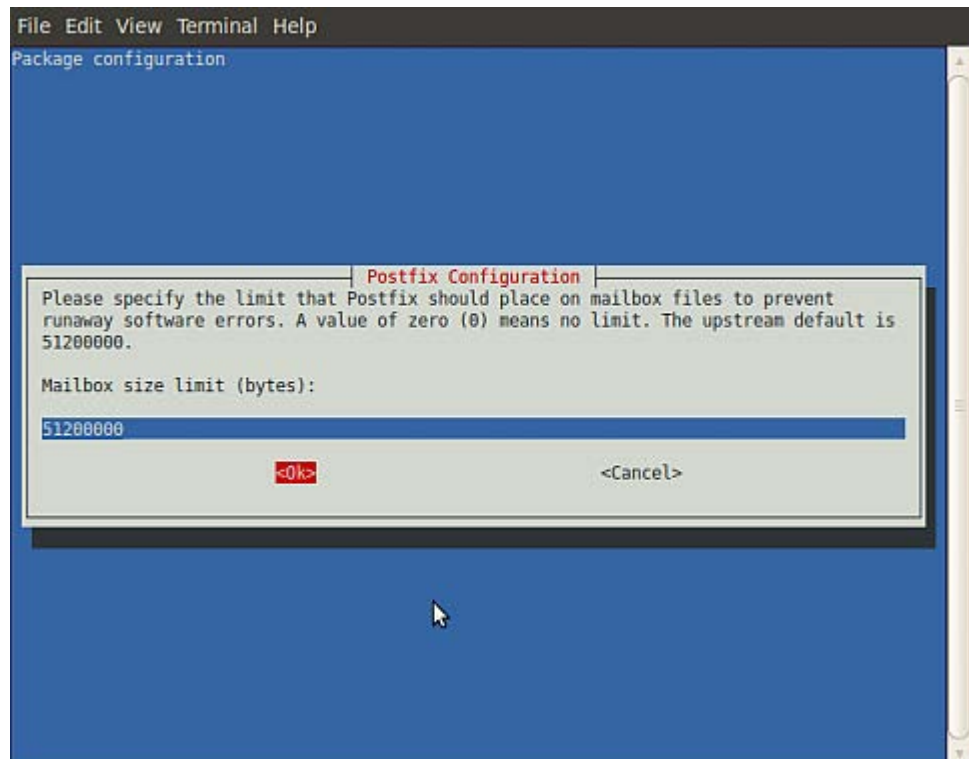 File Edit View Terminal Help
Package configuration
Postfix Configuration
Please specify the limit that Postfix should place on mailbox files to prevent
runaway software errors. A value of zero (0) means no limit. The upstream default is
51200000.
Mailbox size limit (bytes):
51200000
<Ok> <Cancel>